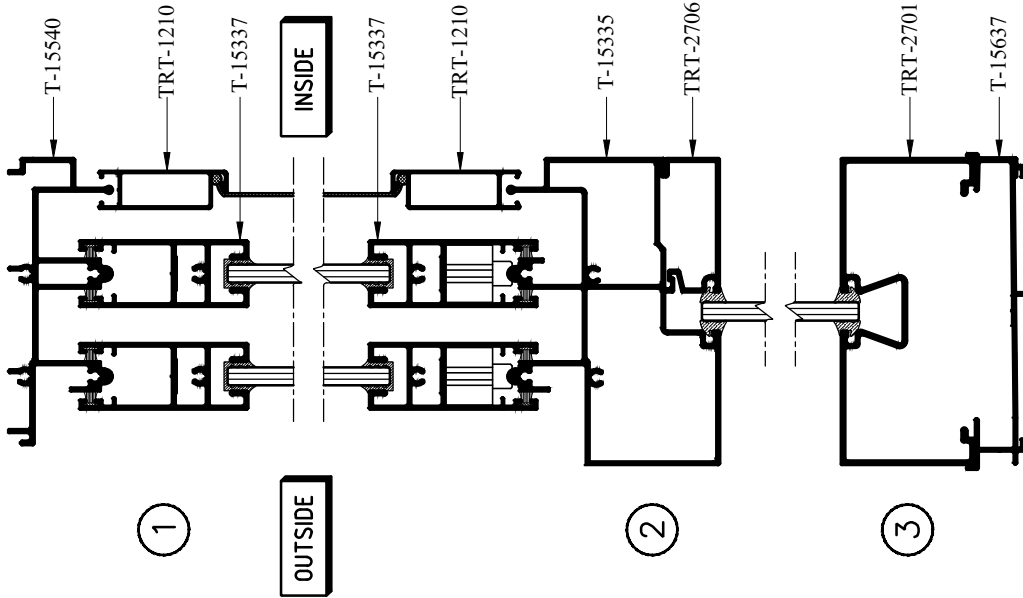 T-15540
TRT-1210
T-15337
INSIDE
T-15337
TRT-1210
T-15335
TRT-2706
TRT-2701
T-15637
OUTSIDE
1
2
3